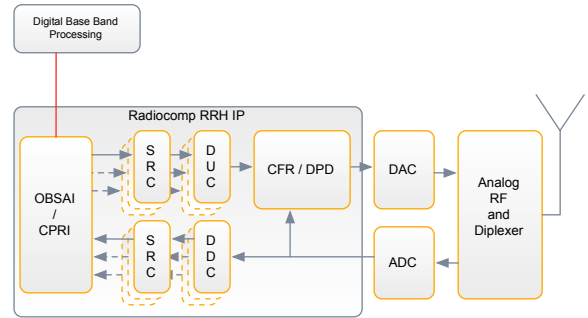 Digital Base Band
Processing
Radiocomp RRH IP
OBSAI
/
CPRI
S
R
C
D
U
C
CFR / DPD
DAC
Analog
RF
and
Diplexer
S
R
C
D
D
C
ADC